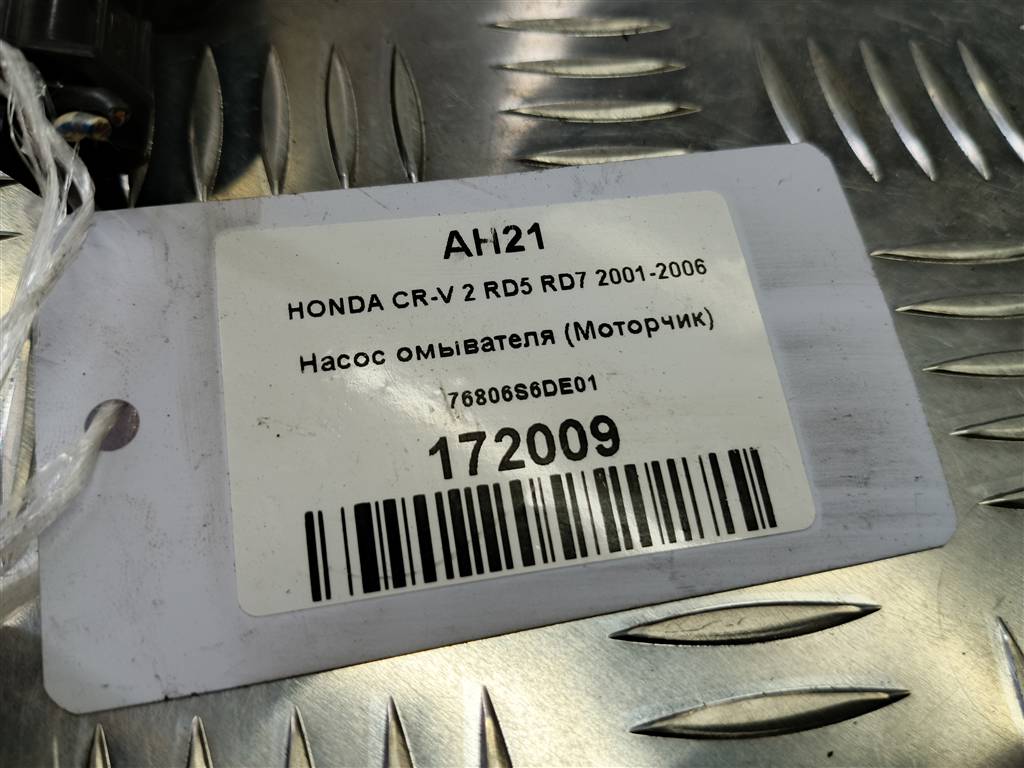 AH21
HONDA CR-V 2 RD5 RD7 2001-2006
Насос омывателя (Моторчик)
76806S6DE01
172009